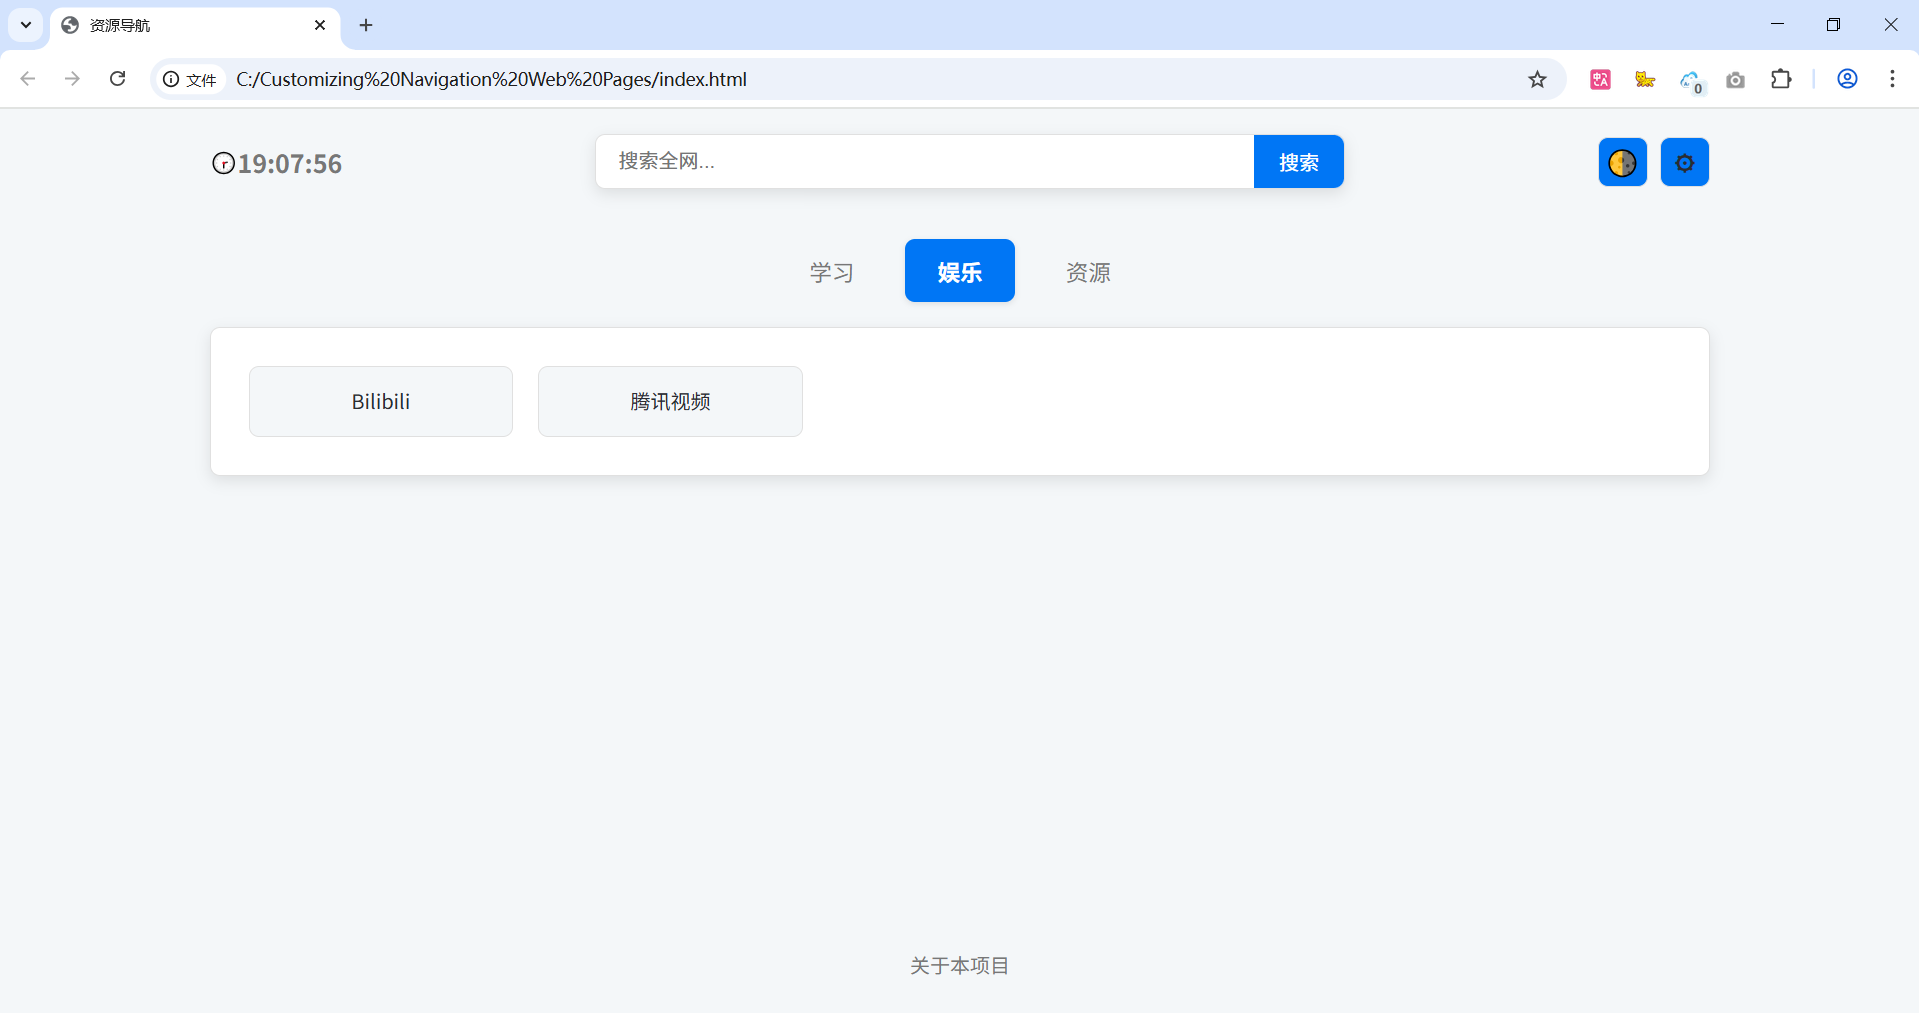 资源导航
文件 C:/Customizing%20Navigation%20Web%20Pages/index.html
0
19:07:56
搜索全网...
搜索
学习
娱乐
资源
Bilibili
腾讯视频
关于本项目